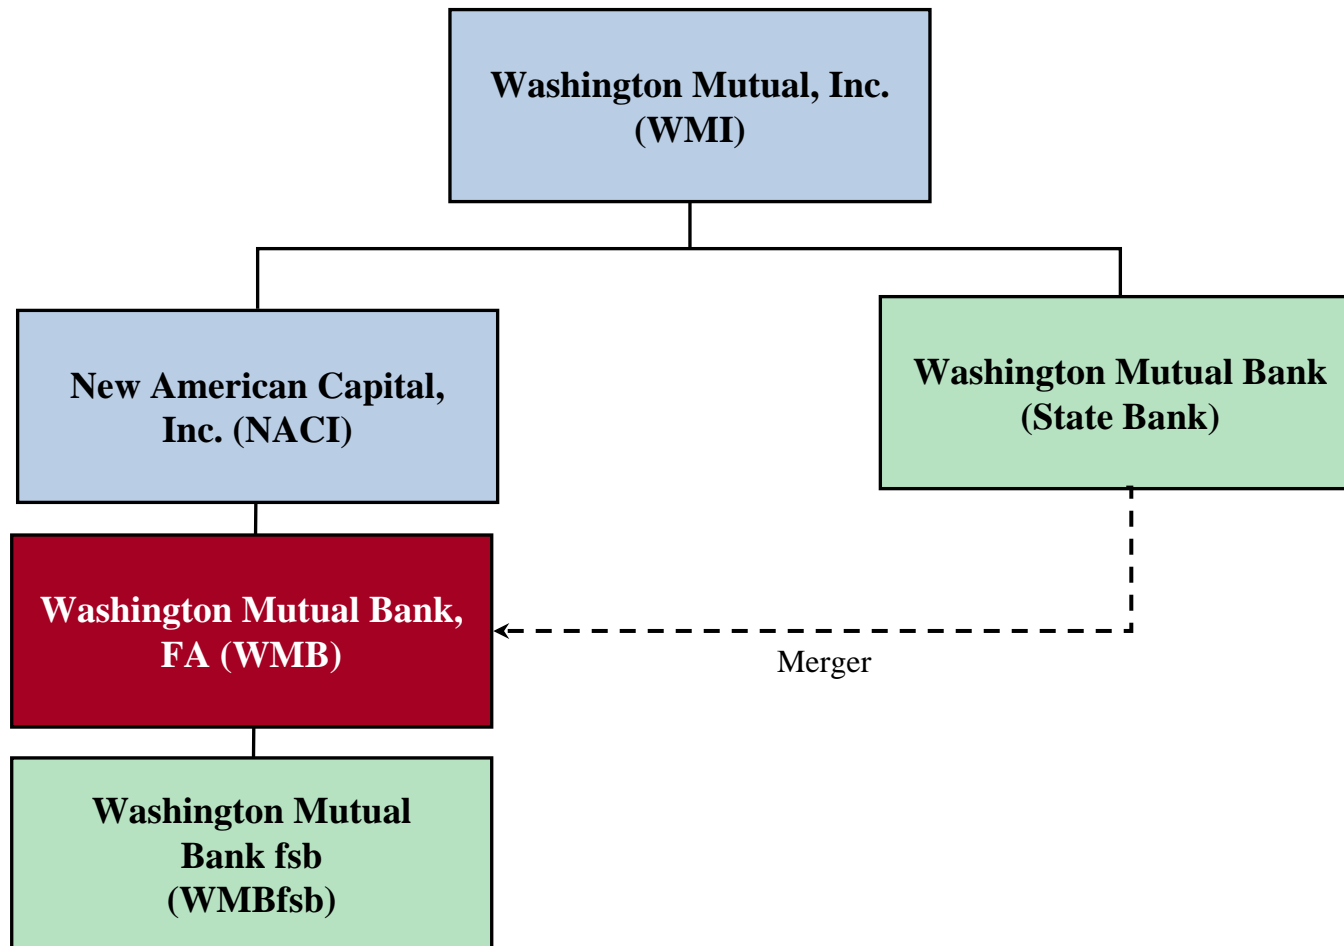 Washington Mutual, Inc.
(WMI)
New American Capital,
Inc. (NACI)
Washington Mutual Bank
(State Bank)
Washington Mutual Bank,
FA (WMB)
Merger
Washington Mutual
Bank fsb
(WMBfsb)